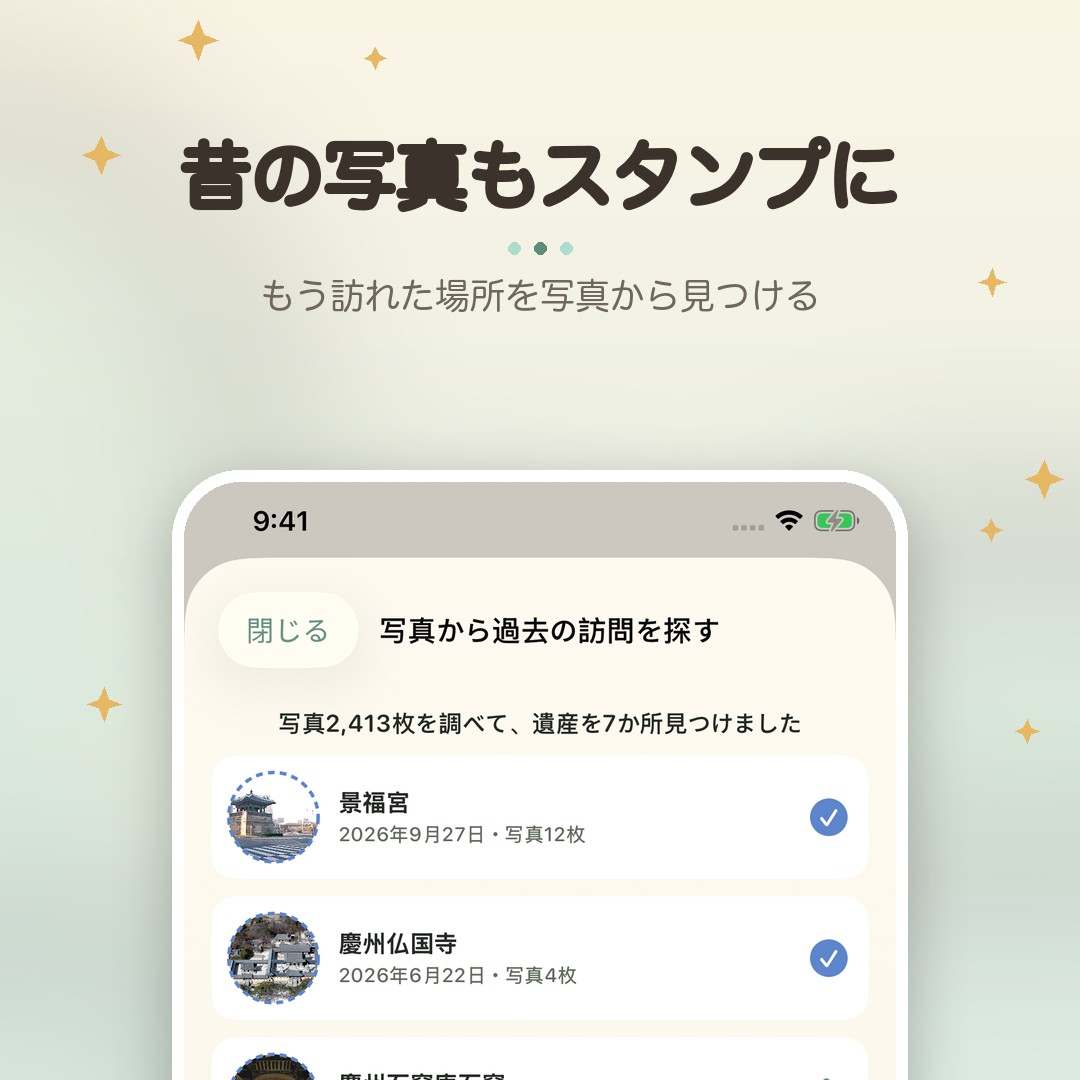 昔の写真もスタンプに
もう訪れた場所を写真から見つける
9:41
閉じる
写真から過去の訪問を探す
写真2,413枚を調べて、遺産を7か所見つけました
景福宮
2026年9月27日・写真12枚
慶州仏国寺
2026年6月22日・写真4枚